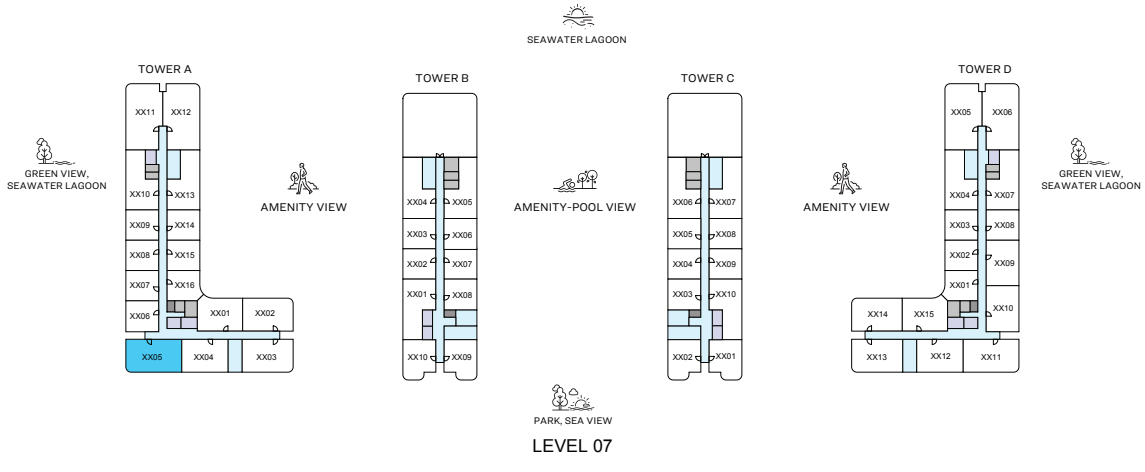 SEAWATER LAGOON
TOWER A
TOWER B
TOWER C
TOWER D
XX11
XX12
XX10
XX13
XX09
XX14
XX08
XX15
XX07
XX16
XX06
XX01
XX02
XX05
XX04
XX03
GREEN VIEW,
SEAWATER LAGOON
AMENITY VIEW
XX04
XX05
XX03
XX06
XX02
XX07
XX01
XX08
XX10
XX09
AMENITY-POOL VIEW
XX06
XX07
XX05
XX08
XX04
XX09
XX03
XX10
XX02
XX01
AMENITY VIEW
XX05
XX06
XX04
XX07
XX03
XX08
XX02
XX09
XX01
XX10
XX14
XX15
XX13
XX12
XX11
GREEN VIEW,
SEAWATER LAGOON
PARK, SEA VIEW
LEVEL 07